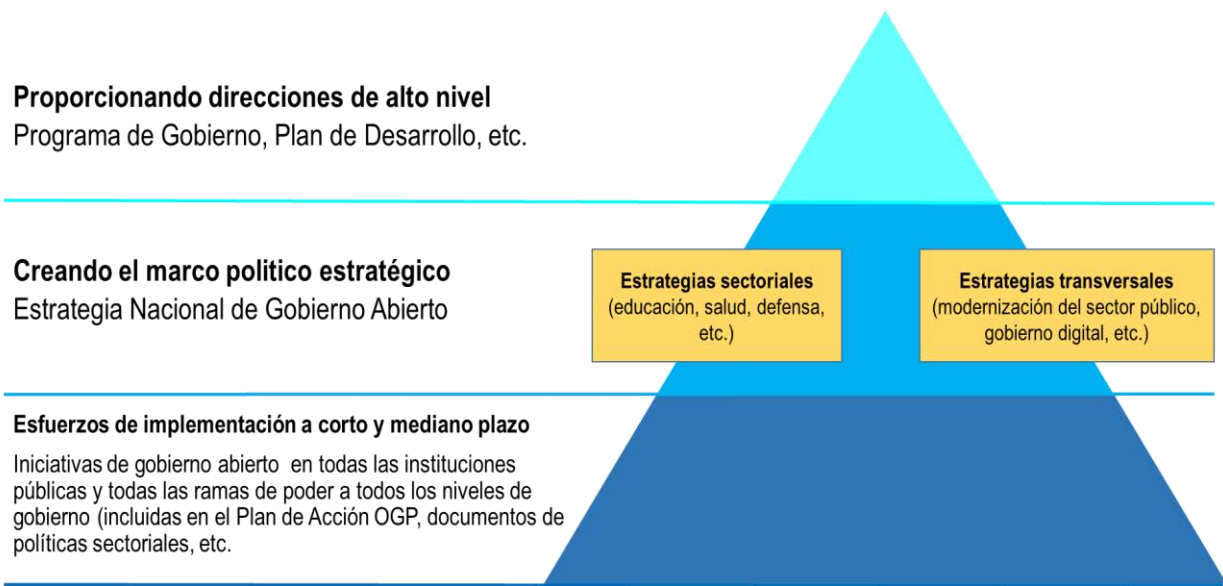 Proporcionando direcciones de alto nivel
Programa de Gobierno, Plan de Desarrollo, etc.
Creando el marco politico estratégico
Estrategia Nacional de Gobierno Abierto
Estrategias sectoriales
(educación, salud, defensa,
etc.)
Estrategias transversales
(modernización del sector público,
gobierno digital, etc.)
Esfuerzos de implementación a corto y mediano plazo
Iniciativas de gobierno abierto en todas las instituciones
públicas y todas las ramas de poder a todos los niveles de
gobierno (incluidas en el Plan de Acción OGP, documentos de
políticas sectoriales, etc.